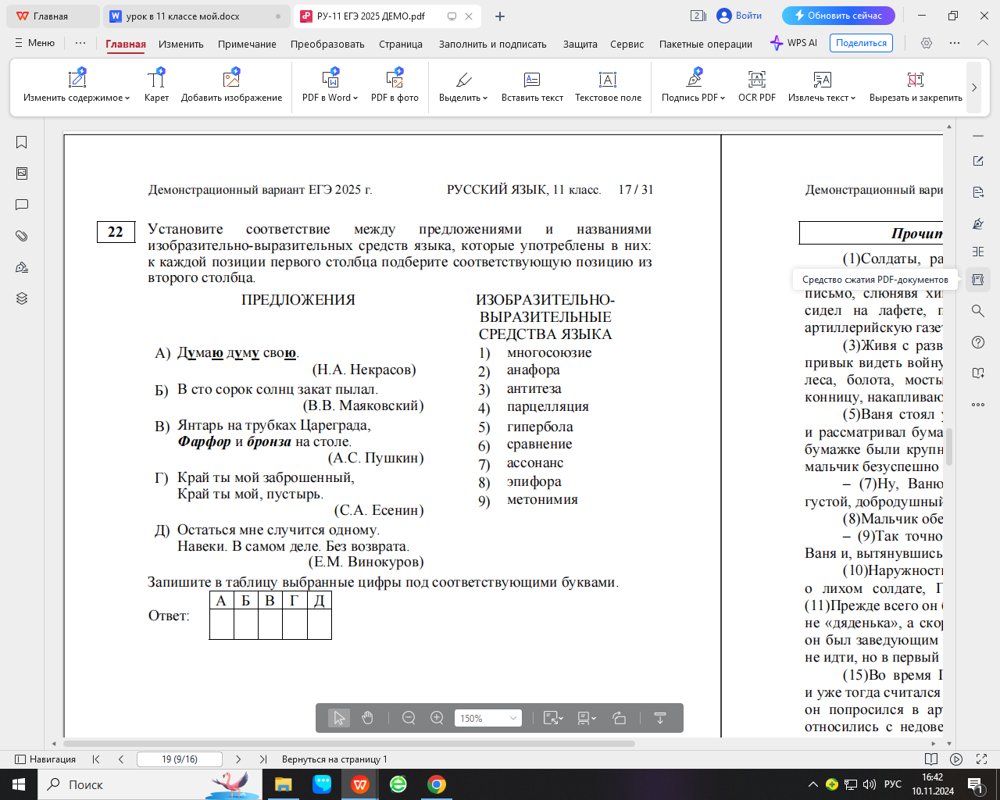 Главная
урок в 11 классе мой.docx
РУ-11 ЕГЭ 2025 ДЕМО.pdf
2
Войти
Обновить сейчас
Меню
Главная
Изменить
Примечание
Преобразовать
Страница
Заполнить и подписать
Защита
Сервис
Пакетные операции
WPS AI
Поделиться
Изменить содержимое
Карет
Добавить изображение
PDF в Word
PDF в фото
Выделить
Вставить текст
Текстовое поле
Подпись PDF
OCR PDF
Извлечь текст
Вырезать и закрепить
Демонстрационный вариант ЕГЭ 2025 г. РУССКИЙ ЯЗЫК, 11 класс. 17 / 31
22
Установите соответствие между предложениями и названиями
изобразительно-выразительных средств языка, которые употреблены в них:
к каждой позиции первого столбца подберите соответствующую позицию из
второго столбца.
ПРЕДЛОЖЕНИЯ
А) Думаю думу свою.
(Н.А. Некрасов)
Б) В сто сорок солнц закат пылал.
(В.В. Маяковский)
В) Янтарь на трубках Цареграда,
Фарфор и бронза на столе.
(А.С. Пушкин)
Г) Край ты мой заброшенный,
Край ты мой, пустырь.
(С.А. Есенин)
Д) Остаться мне случится одному.
Навеки. В самом деле. Без возврата.
(Е.М. Винокуров)
ИЗОБРАЗИТЕЛЬНО-
ВЫРАЗИТЕЛЬНЫЕ
СРЕДСТВА ЯЗЫКА
1) многосоюзие
2) анафора
3) антитеза
4) парцелляция
5) гипербола
6) сравнение
7) ассонанс
8) эпифора
9) метонимия
Запишите в таблицу выбранные цифры под соответствующими буквами.
Ответ:
А Б В Г Д
Демонстрационный вари
Прочит
(1)Солдаты, ра
Средство сжатия PDF-документов
письмо, слюнявя хи
сидел на лафете, п
артиллерийскую газет
(3)Живя с разв
привык видеть войну
леса, болота, мосты
конницу, накапливаю
(5)Ваня стоял у
и рассматривал бума
бумажке были крупн
мальчик безуспешно
– (7)Ну, Ваню
густой, добродушный
(8)Мальчик обе
– (9)Так точно
Ваня и, вытянувшись
(10)Наружность
о лихом солдате, Г
(11)Прежде всего он б
не «дяденька», а скор
он был заведующим
не идти, но в первый
(15)Во время П
и уже тогда считался
он попросился в арт
относились с недове
150%
Навигация
19 (9/16)
Вернуться на страницу 1
Поиск
РУС
16:42
10.11.2024
1